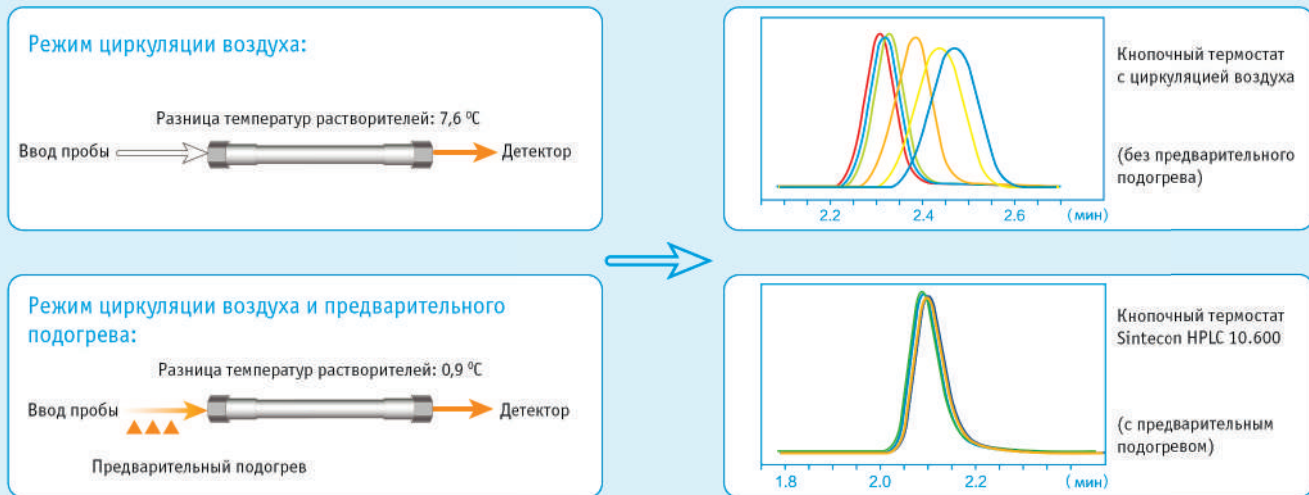 Режим циркуляции воздуха:
Разница температур растворителей: 7,6 ⁰C
Ввод пробы
Детектор
Кнопочный термостат
с циркуляцией воздуха
(без предварительного
подогрева)
2.2 2.4 2.6 (мин)
Режим циркуляции воздуха и предварительного
подогрева:
Разница температур растворителей: 0,9 ⁰C
Ввод пробы
Детектор
Предварительный подогрев
Кнопочный термостат
Sintecon HPLC 10.600
(с предварительным
подогревом)
1.8 2.0 2.2 (мин)